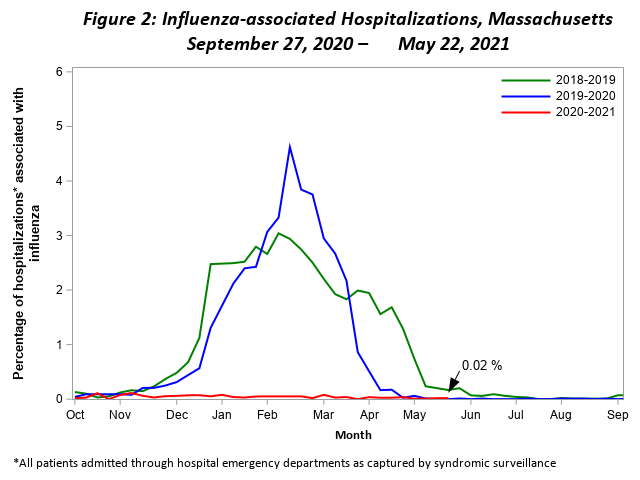 Figure 2: Influenza-associated Hospitalizations, Massachusetts
September 27, 2020 – May 22, 2021
Percentage of hospitalizations* associated with
influenza
6
5
4
3
2
1
0
2018-2019
2019-2020
2020-2021
0.02 %
Oct Nov Dec Jan Feb Mar Apr May Jun Jul Aug Sep
Month
*All patients admitted through hospital emergency departments as captured by syndromic surveillance